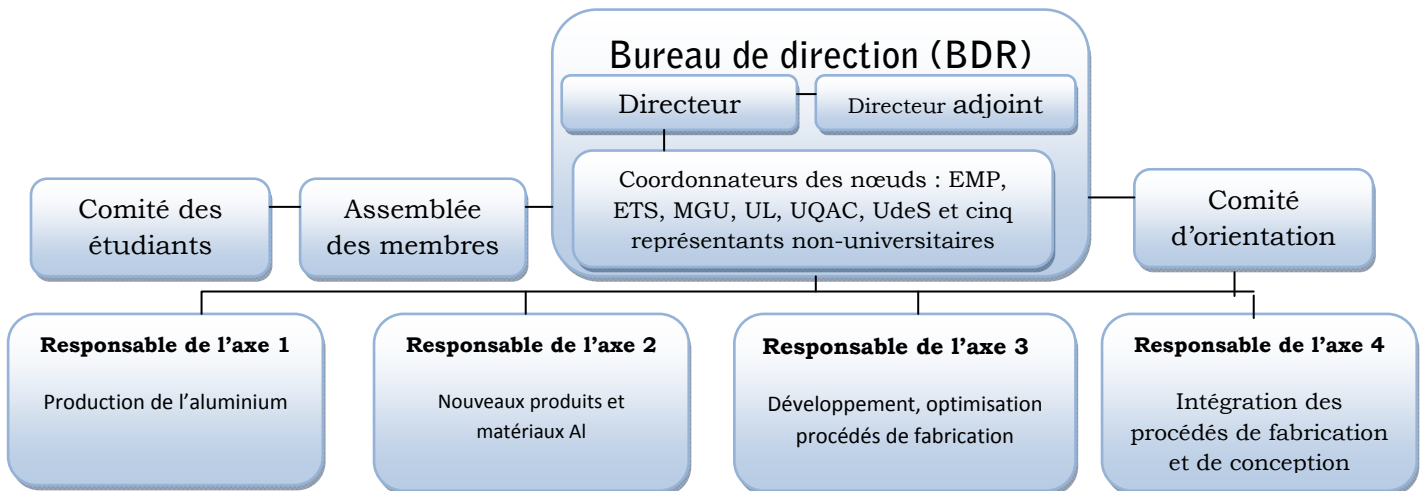 Bureau de direction (BDR)
Directeur
Directeur adjoint
Coordonnateurs des nœuds : EMP,
ETS, MGU, UL, UQAC, UdeS et cinq
représentants non-universitaires
Comité des
étudiants
Assemblée
des membres
Comité
d’orientation
Responsable de l’axe 1
Production de l’aluminium
Responsable de l’axe 2
Nouveaux produits et
matériaux Al
Responsable de l’axe 3
Développement, optimisation
procédés de fabrication
Responsable de l’axe 4
Intégration des
procédés de fabrication
et de conception